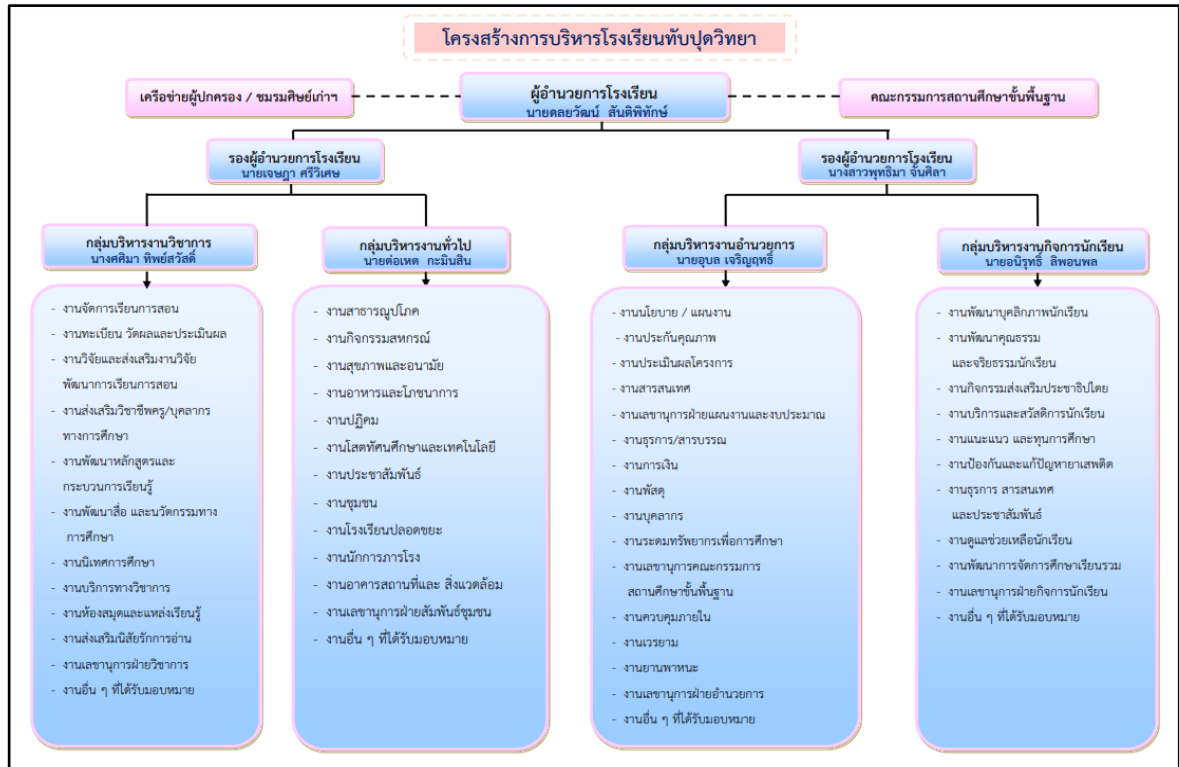 โครงสร้างการบริหารโรงเรียนทับปุดวิทยา
เครือข่ายผู้ปกครอง / ชมรมศิษย์เก่าฯ
ผู้อำนวยการโรงเรียน
นายดลยวัฒน์ สันติพิทักษ์
คณะกรรมการสถานศึกษาขั้นพื้นฐาน
รองผู้อำนวยการโรงเรียน
นายเจษฎา ศรีวิเศษ
รองผู้อำนวยการโรงเรียน
นางสาวพุทธิมา จั่นศิลา
กลุ่มบริหารงานวิชาการ
นางศศิมา ทิพย์สวัสดิ์
กลุ่มบริหารงานทั่วไป
นายต่อเหด กะมินสิน
กลุ่มบริหารงานอำนวยการ
นายอุบล เจริญฤทธิ์
กลุ่มบริหารงานกิจการนักเรียน
นายอนิรุทธิ์ ลิพอนพล
- งานจัดการเรียนการสอน
- งานทะเบียน วัดผลและประเมินผล
- งานวิจัยและส่งเสริมงานวิจัย
พัฒนาการเรียนการสอน
- งานส่งเสริมวิชาชีพครู/บุคลากร
ทางการศึกษา
- งานพัฒนาหลักสูตรและ
กระบวนการเรียนรู้
- งานพัฒนาสื่อ และนวัตกรรมทาง
การศึกษา
- งานนิเทศการศึกษา
- งานบริการทางวิชาการ
- งานห้องสมุดและแหล่งเรียนรู้
- งานส่งเสริมนิสัยรักการอ่าน
- งานเลขานุการฝ่ายวิชาการ
- งานอื่น ๆ ที่ได้รับมอบหมาย
- งานสาธารณูปโภค
- งานกิจกรรมสหกรณ์
- งานสุขภาพและอนามัย
- งานอาหารและโภชนาการ
- งานปฏิคม
- งานโสตทัศนศึกษาและเทคโนโลยี
- งานประชาสัมพันธ์
- งานชุมชน
- งานโรงเรียนปลอดขยะ
- งานนักการภารโรง
- งานอาคารสถานที่และ สิ่งแวดล้อม
- งานเลขานุการฝ่ายสัมพันธ์ชุมชน
- งานอื่น ๆ ที่ได้รับมอบหมาย
- งานนโยบาย / แผนงาน
- งานประกันคุณภาพ
- งานประเมินผลโครงการ
- งานสารสนเทศ
- งานเลขานุการฝ่ายแผนงานและงบประมาณ
- งานธุรการ/สารบรรณ
- งานการเงิน
- งานพัสดุ
- งานบุคลากร
- งานระดมทรัพยากรเพื่อการศึกษา
- งานเลขานุการคณะกรรมการ
สถานศึกษาขั้นพื้นฐาน
- งานควบคุมภายใน
- งานเวรยาม
- งานยานพาหนะ
- งานเลขานุการฝ่ายอำนวยการ
- งานอื่น ๆ ที่ได้รับมอบหมาย
- งานพัฒนาบุคลิกภาพนักเรียน
- งานพัฒนาคุณธรรม
และจริยธรรมนักเรียน
- งานกิจกรรมส่งเสริมประชาธิปไตย
- งานบริการและสวัสดิการนักเรียน
- งานแนะแนว และทุนการศึกษา
- งานป้องกันและแก้ปัญหายาเสพติด
- งานธุรการ สารสนเทศ
และประชาสัมพันธ์
- งานดูแลช่วยเหลือนักเรียน
- งานพัฒนาการจัดการศึกษาเรียนรวม
- งานเลขานุการฝ่ายกิจการนักเรียน
- งานอื่น ๆ ที่ได้รับมอบหมาย